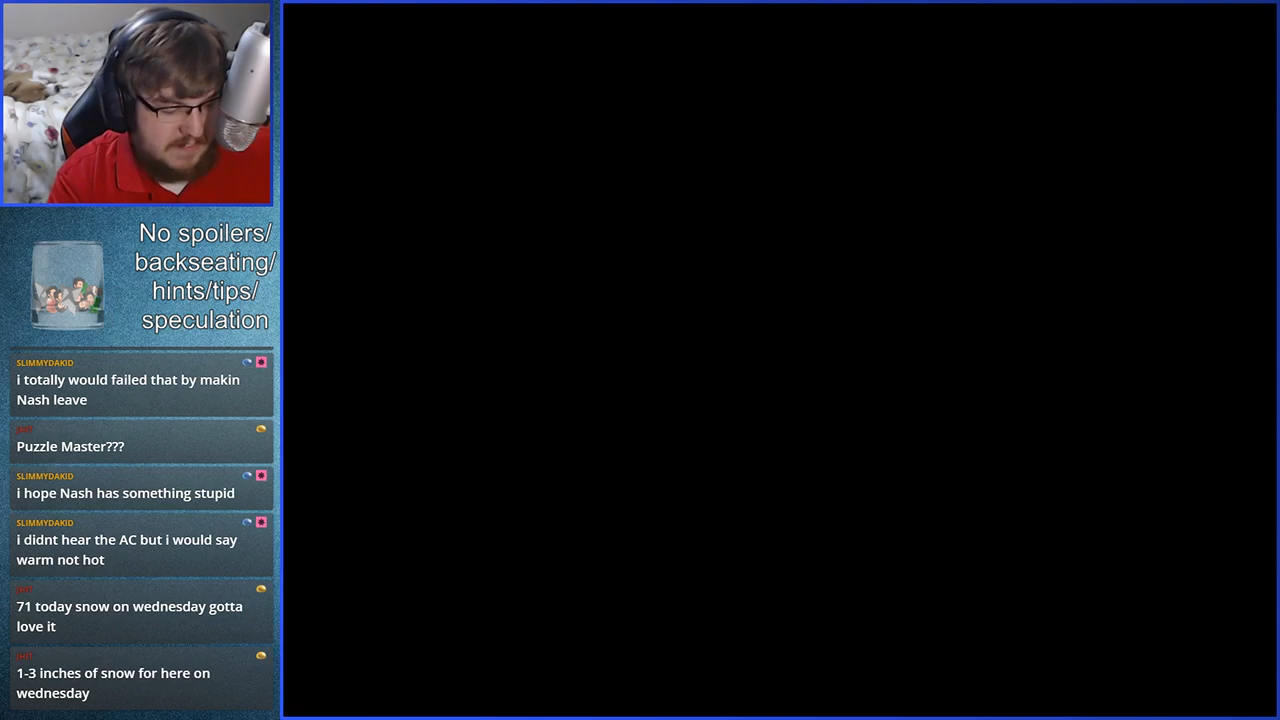 No spoilers/
backseating/
hints/tips/
speculation
SLIMMYDAKID
i totally would failed that by makin
Nash leave
Puzzle Master???
SLIMMYDAKID
i hope Nash has something stupid
SLIMMYDAKID
i didnt hear the AC but i would say
warm not hot
71 today snow on wednesday gotta
love it
1-3 inches of snow for here on
wednesday